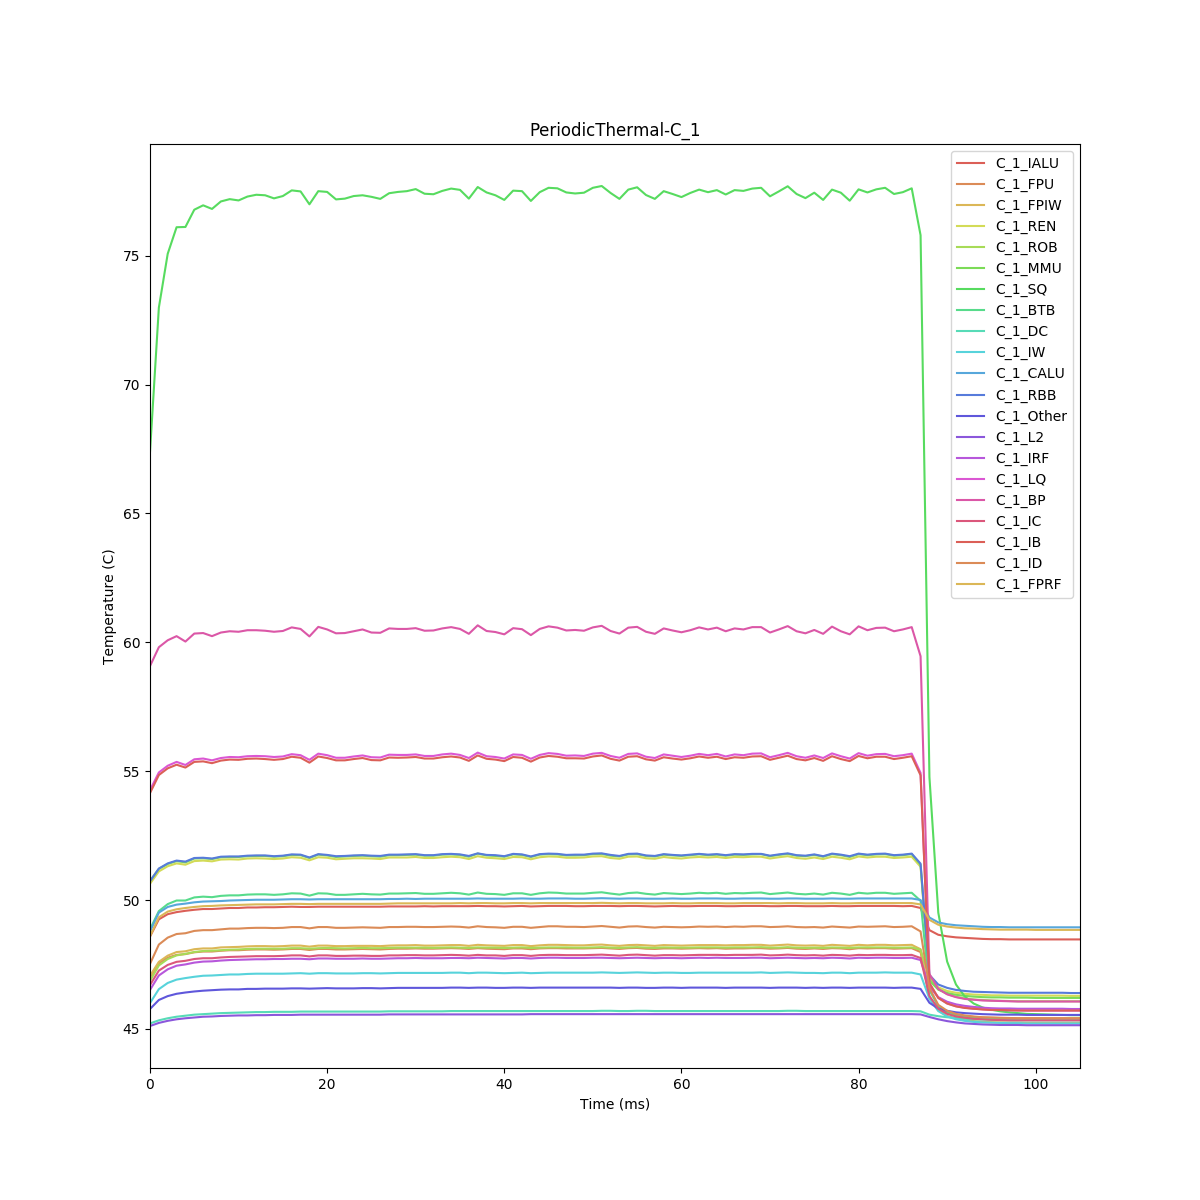 PeriodicThermal-C_1
C_1_IALU
C_1_FPU
C_1_FPIW
C_1_REN
C_1_ROB
C_1_MMU
C_1_SQ
C_1_BTB
C_1_DC
C_1_IW
C_1_CALU
C_1_RBB
C_1_Other
C_1_L2
C_1_IRF
C_1_LQ
C_1_BP
C_1_IC
C_1_IB
C_1_ID
C_1_FPRF
Temperature (C)
75
70
65
60
55
50
45
0 20 40 60 80 100
Time (ms)